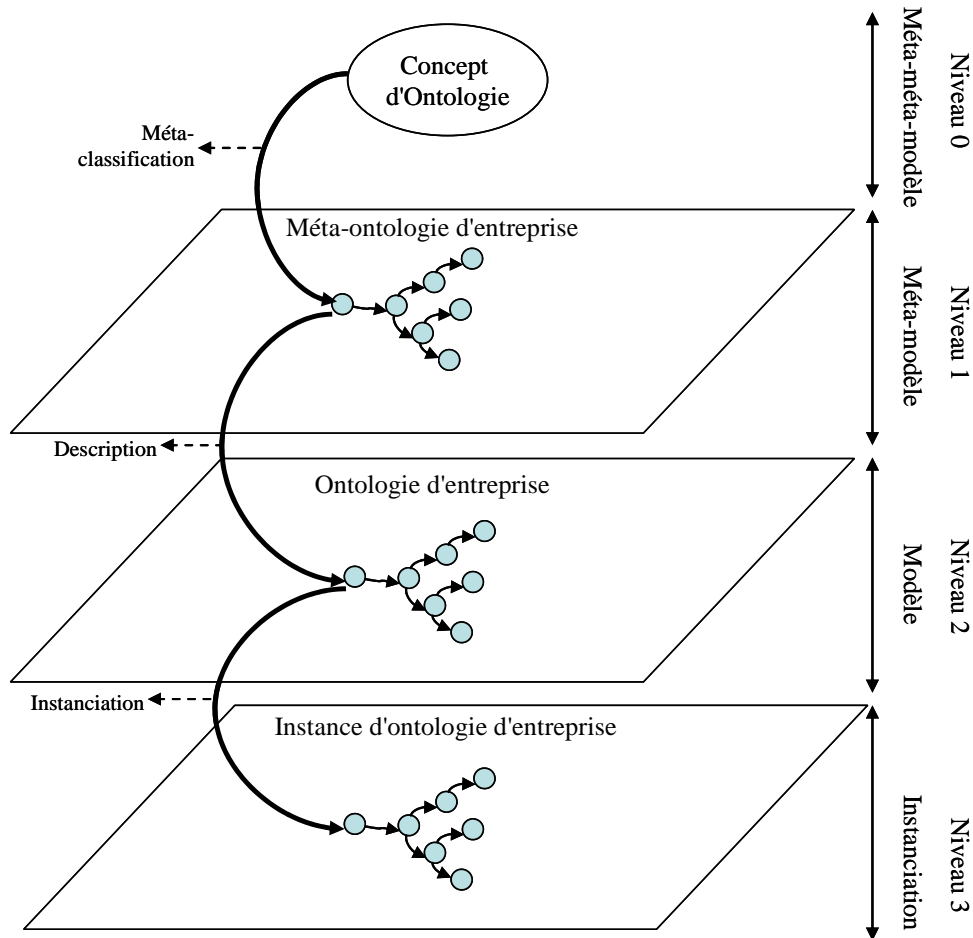 Concept
d'Ontologie
Méta-
classification
Méta-méta-modèle
Niveau 0
Méta-ontologie d'entreprise
Méta-modèle
Niveau 1
Description
Ontologie d'entreprise
Modèle
Niveau 2
Instanciation
Instance d'ontologie d'entreprise
Instanciation
Niveau 3